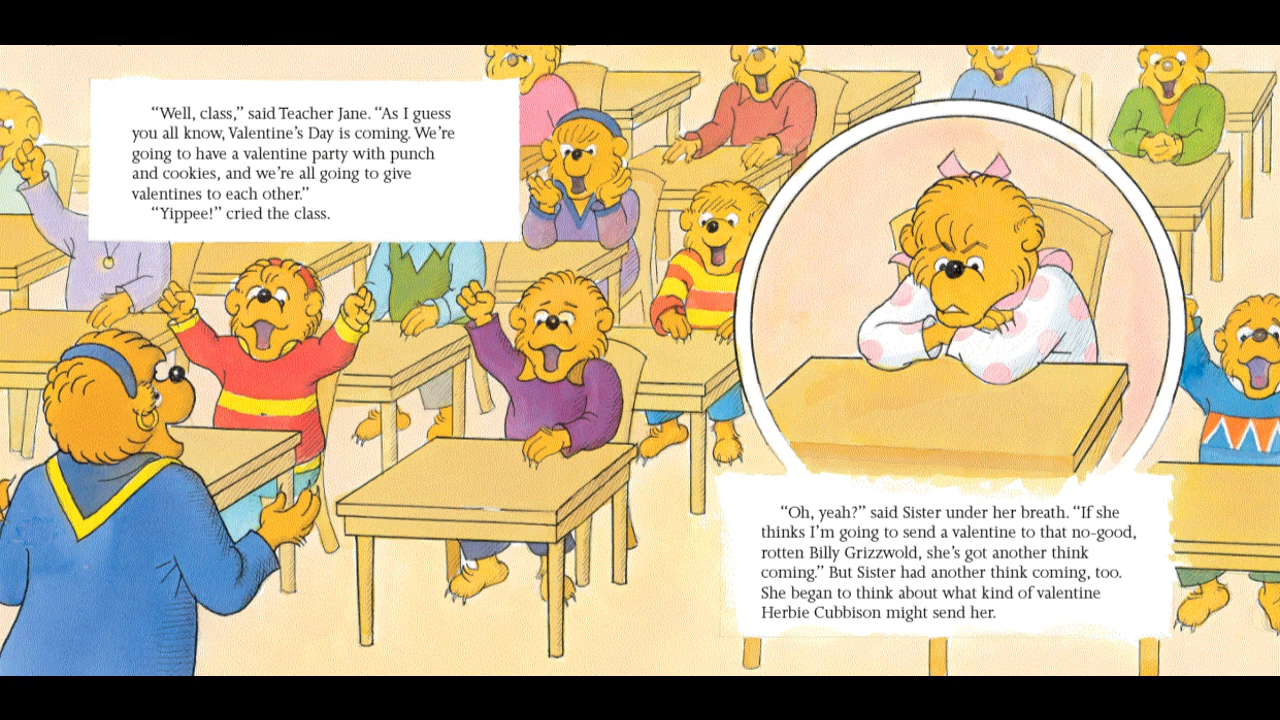 “Well, class,” said Teacher Jane. “As I guess
you all know, Valentine’s Day is coming. We’re
going to have a valentine party with punch
and cookies, and we’re all going to give
valentines to each other.”
“Yippee!” cried the class.
“Oh, yeah?” said Sister under her breath. “If she
thinks I’m going to send a valentine to that no-good,
rotten Billy Grizzwold, she’s got another think
coming.” But Sister had another think coming, too.
She began to think about what kind of valentine
Herbie Cubbison might send her.